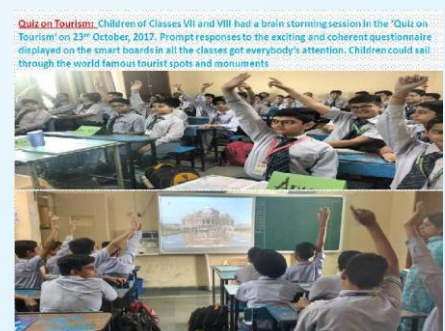 Quiz on Tourism: Children of Classes VII and VIII had a brain storming session in the 'Quiz on
Tourism' on 23rd October, 2017. Prompt responses to the exciting and coherent questionnaire
displayed on the smart boards in all the classes got everybody's attention. Children could sail
through the world famous tourist spots and monuments